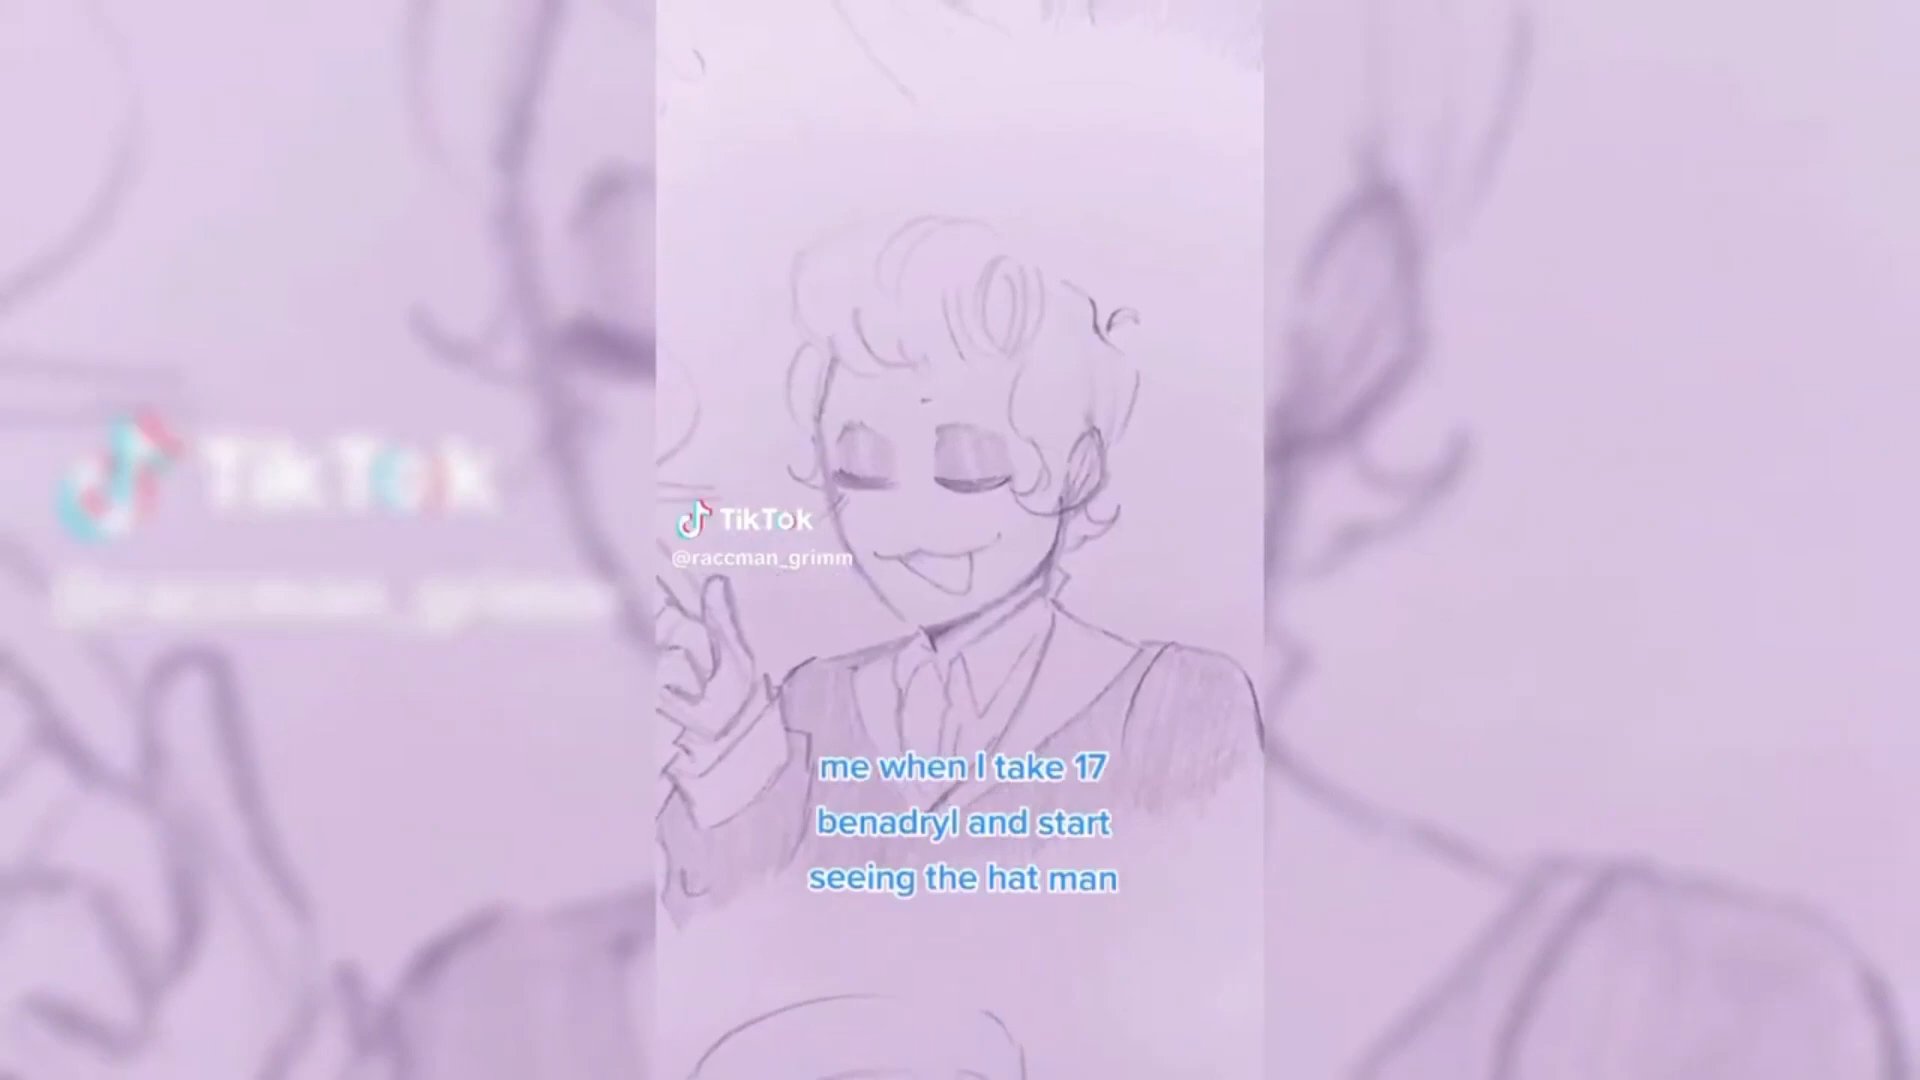 TikTok
@raccman_grimm
me when I take 17
benadryl and start
seeing the hat man